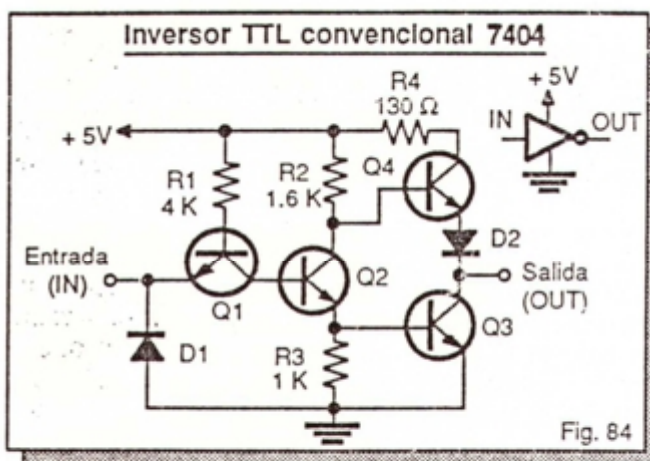 Inversor TTL convencional 7404
+ 5V
R4
130 Ω
+ 5V
IN
OUT
R1
4 K
R2
1.6 K
Q4
D2
Entrada
(IN)
Q1
Q2
Salida
(OUT)
Q3
D1
R3
1 K
Fig. 84